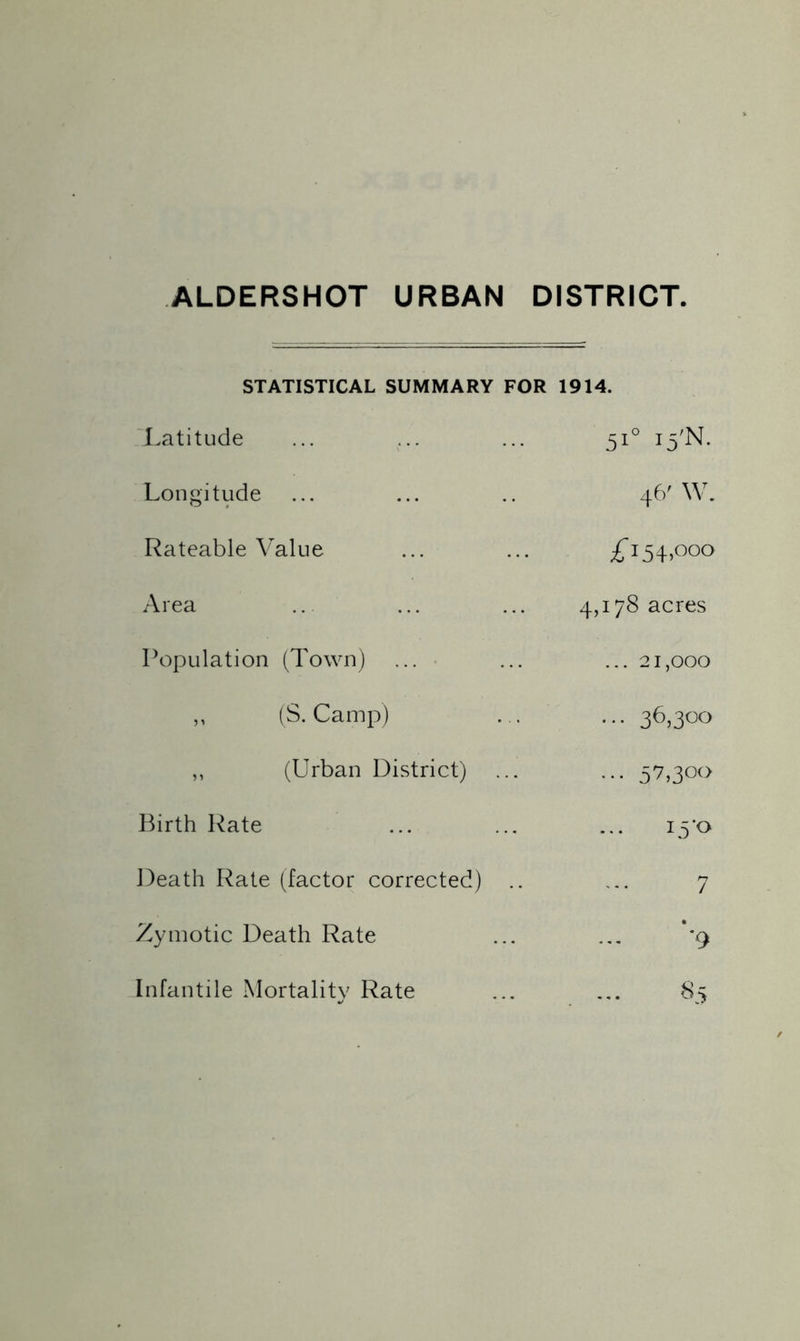 ALDERSHOT URBAN DISTRICT.
STATISTICAL SUMMARY FOR 1914.
Latitude ... ... ... 51° 15'N.
Longitude ... ... .. 46' W.
Rateable Value ... ... £154,000
Area .. ... ... 4,178 acres
Population (Town) ... ... ... 21,000
„ (S. Camp) ... ... 36,300
„ (Urban District) ... ... 57,300
Birth Rate ... ... ... 15·0
Death Rate (factor corrected) .. ... 7
Zymotic Death Rate ... ... ·9
Infantile Mortality Rate ... ... 85